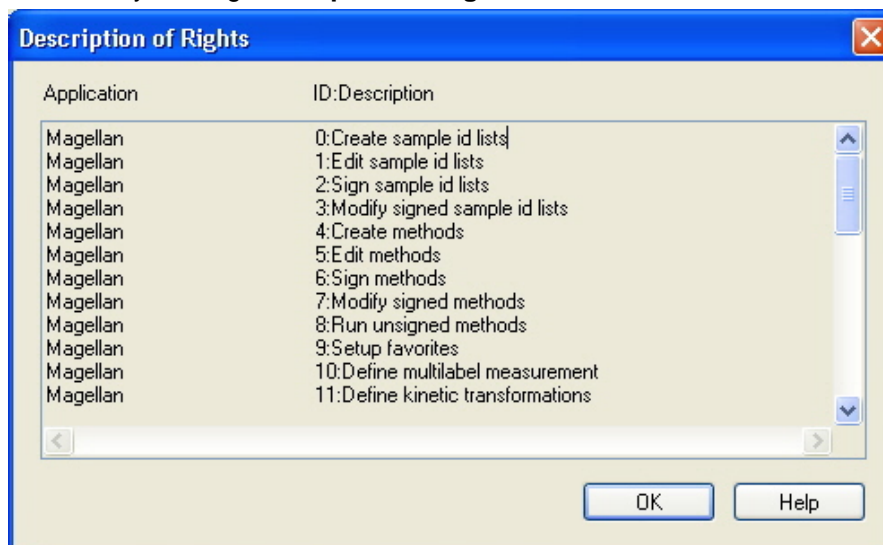 Description of Rights
Application ID:Description
Magellan 0:Create sample id lists
Magellan 1:Edit sample id lists
Magellan 2:Sign sample id lists
Magellan 3:Modify signed sample id lists
Magellan 4:Create methods
Magellan 5:Edit methods
Magellan 6:Sign methods
Magellan 7:Modify signed methods
Magellan 8:Run unsigned methods
Magellan 9:Setup favorites
Magellan 10:Define multilabel measurement
Magellan 11:Define kinetic transformations
OK Help